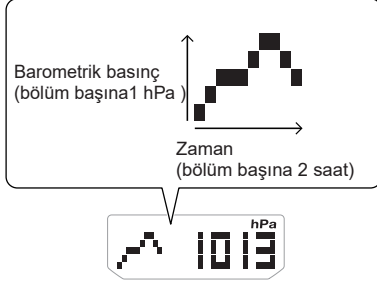 Barometrik basınç
(bölüm başına1 hPa )
Zaman
(bölüm başına 2 saat)
hPa
1013